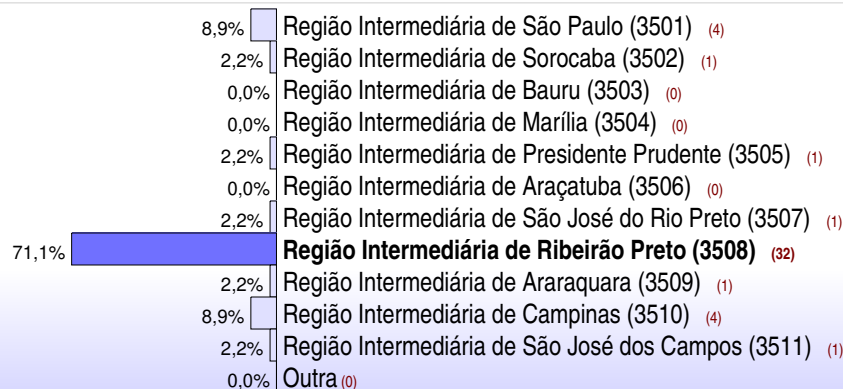 8,9% Região Intermediária de São Paulo (3501) (4)
2,2% Região Intermediária de Sorocaba (3502) (1)
0,0% Região Intermediária de Bauru (3503) (0)
0,0% Região Intermediária de Marília (3504) (0)
2,2% Região Intermediária de Presidente Prudente (3505) (1)
0,0% Região Intermediária de Araçatuba (3506) (0)
2,2% Região Intermediária de São José do Rio Preto (3507) (1)
71,1% Região Intermediária de Ribeirão Preto (3508) (32)
2,2% Região Intermediária de Araraquara (3509) (1)
8,9% Região Intermediária de Campinas (3510) (4)
2,2% Região Intermediária de São José dos Campos (3511) (1)
0,0% Outra (0)